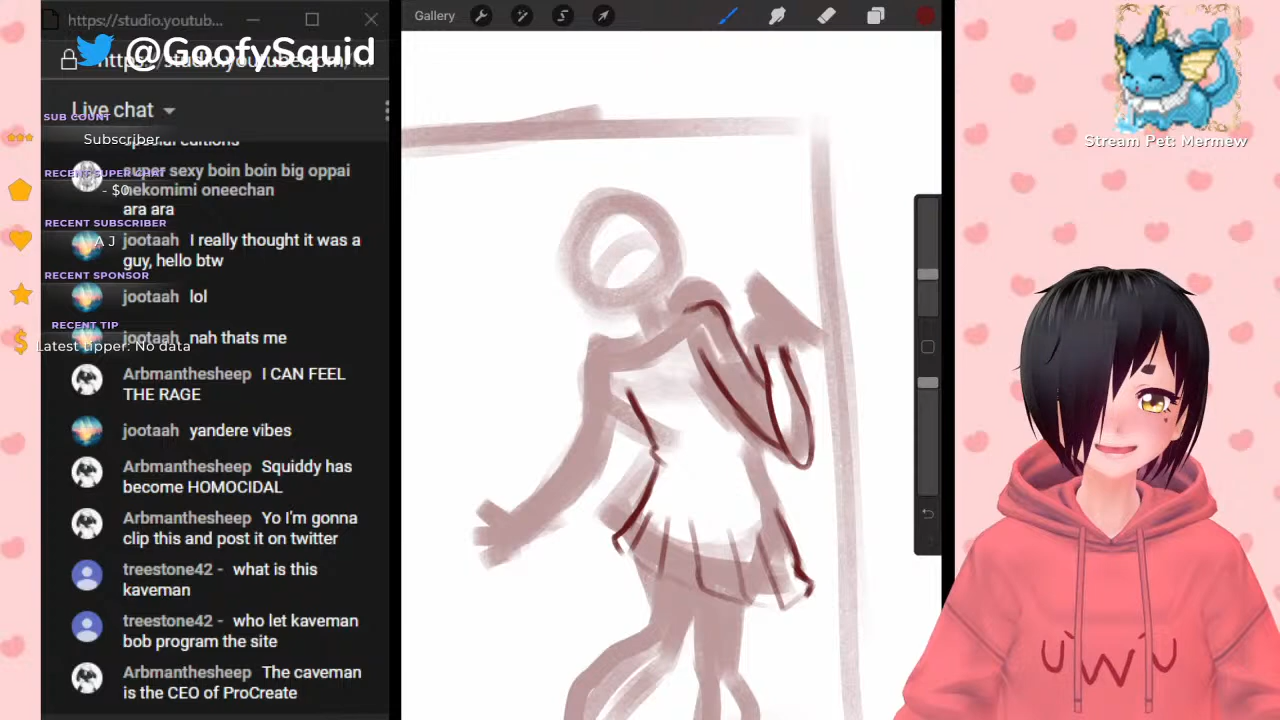 https://studio.youtub...
@GoofySquid
Gallery
Live chat
SUB COUNT
Subscriber
special editions
super sexy boin boin big oppai
nekomimi oneechan
ara ara
RECENT SUPER CHAT
- $0
RECENT SUBSCRIBER
A J
jootaah I really thought it was a
guy, hello btw
RECENT SPONSOR
jootaah lol
RECENT TIP
jootaah nah thats me
Latest tipper: No data
Arbmanthesheep I CAN FEEL
THE RAGE
jootaah yandere vibes
Arbmanthesheep Squiddy has
become HOMOCIDAL
Arbmanthesheep Yo I'm gonna
clip this and post it on twitter
treestone42 - what is this
kaveman
treestone42 - who let kaveman
bob program the site
Arbmanthesheep The caveman
is the CEO of ProCreate
Stream Pet: Mermew
UWU